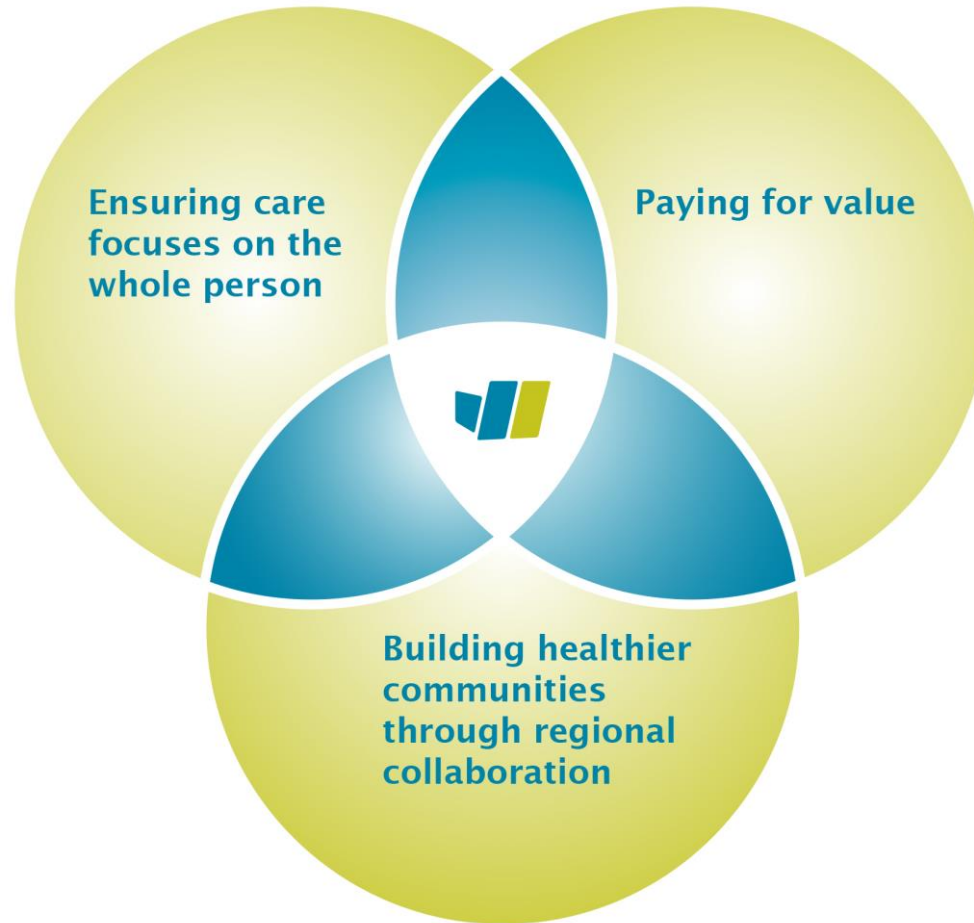 Ensuring care
focuses on the
whole person
Paying for value
Building healthier
communities
through regional
collaboration